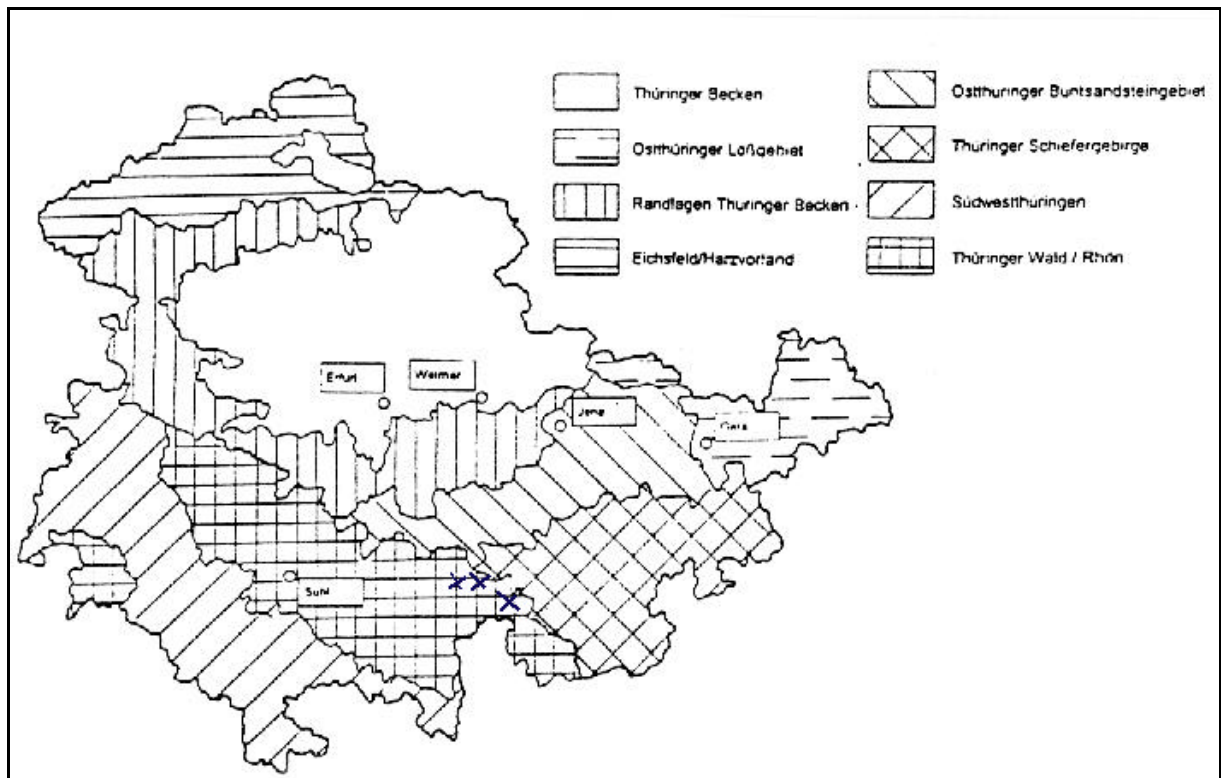 Thüringer Becken
Ostthüringer Lößgebiet
Randlagen Thüringer Becken
Eichsfeld/Harzvorland
Ostthüringer Buntsandsteingebiet
Thüringer Schiefergebirge
Südwestthüringen
Thüringer Wald / Rhön
Erfurt
Weimar
Jena
Gera
Suhl